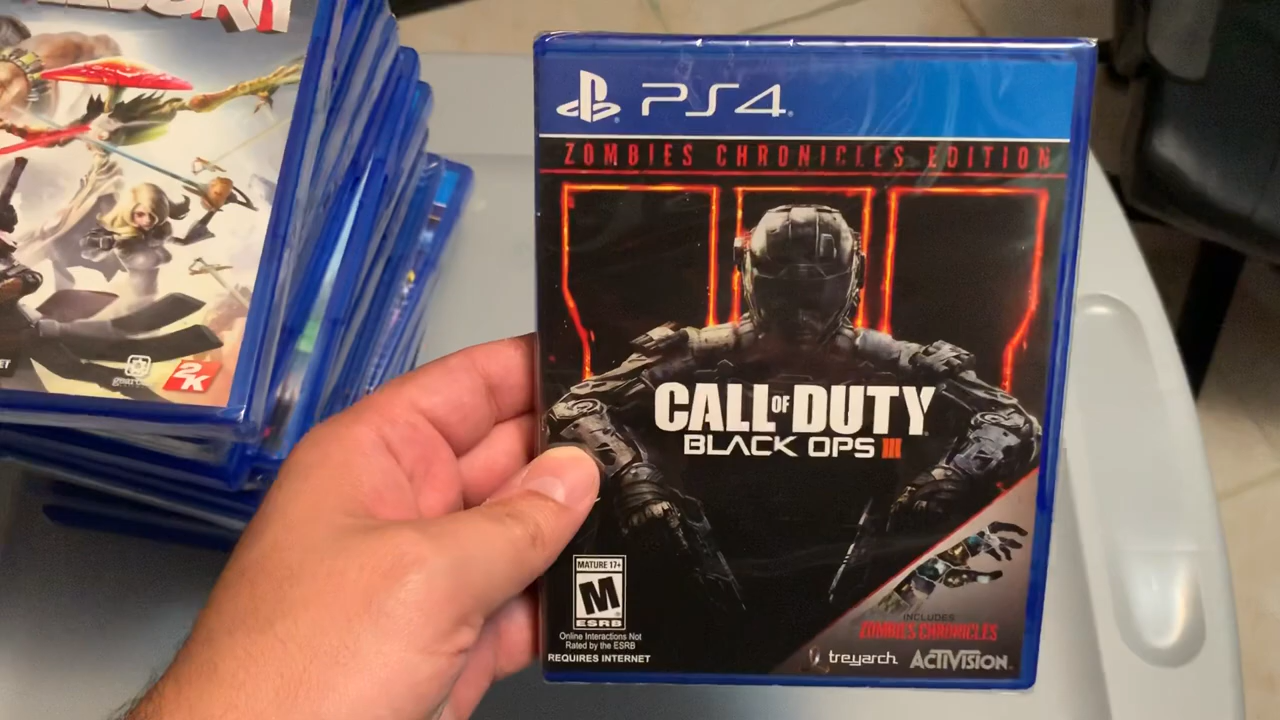 PS4
ZOMBIES CHRONICLES EDITION
CALL OF DUTY
BLACK OPS III
MATURE 17+
M
ESRB
Online Interactions Not
Rated by the ESRB
REQUIRES INTERNET
INCLUDES
ZOMBIES CHRONICLES
treyarch
ACTIVISION
2K